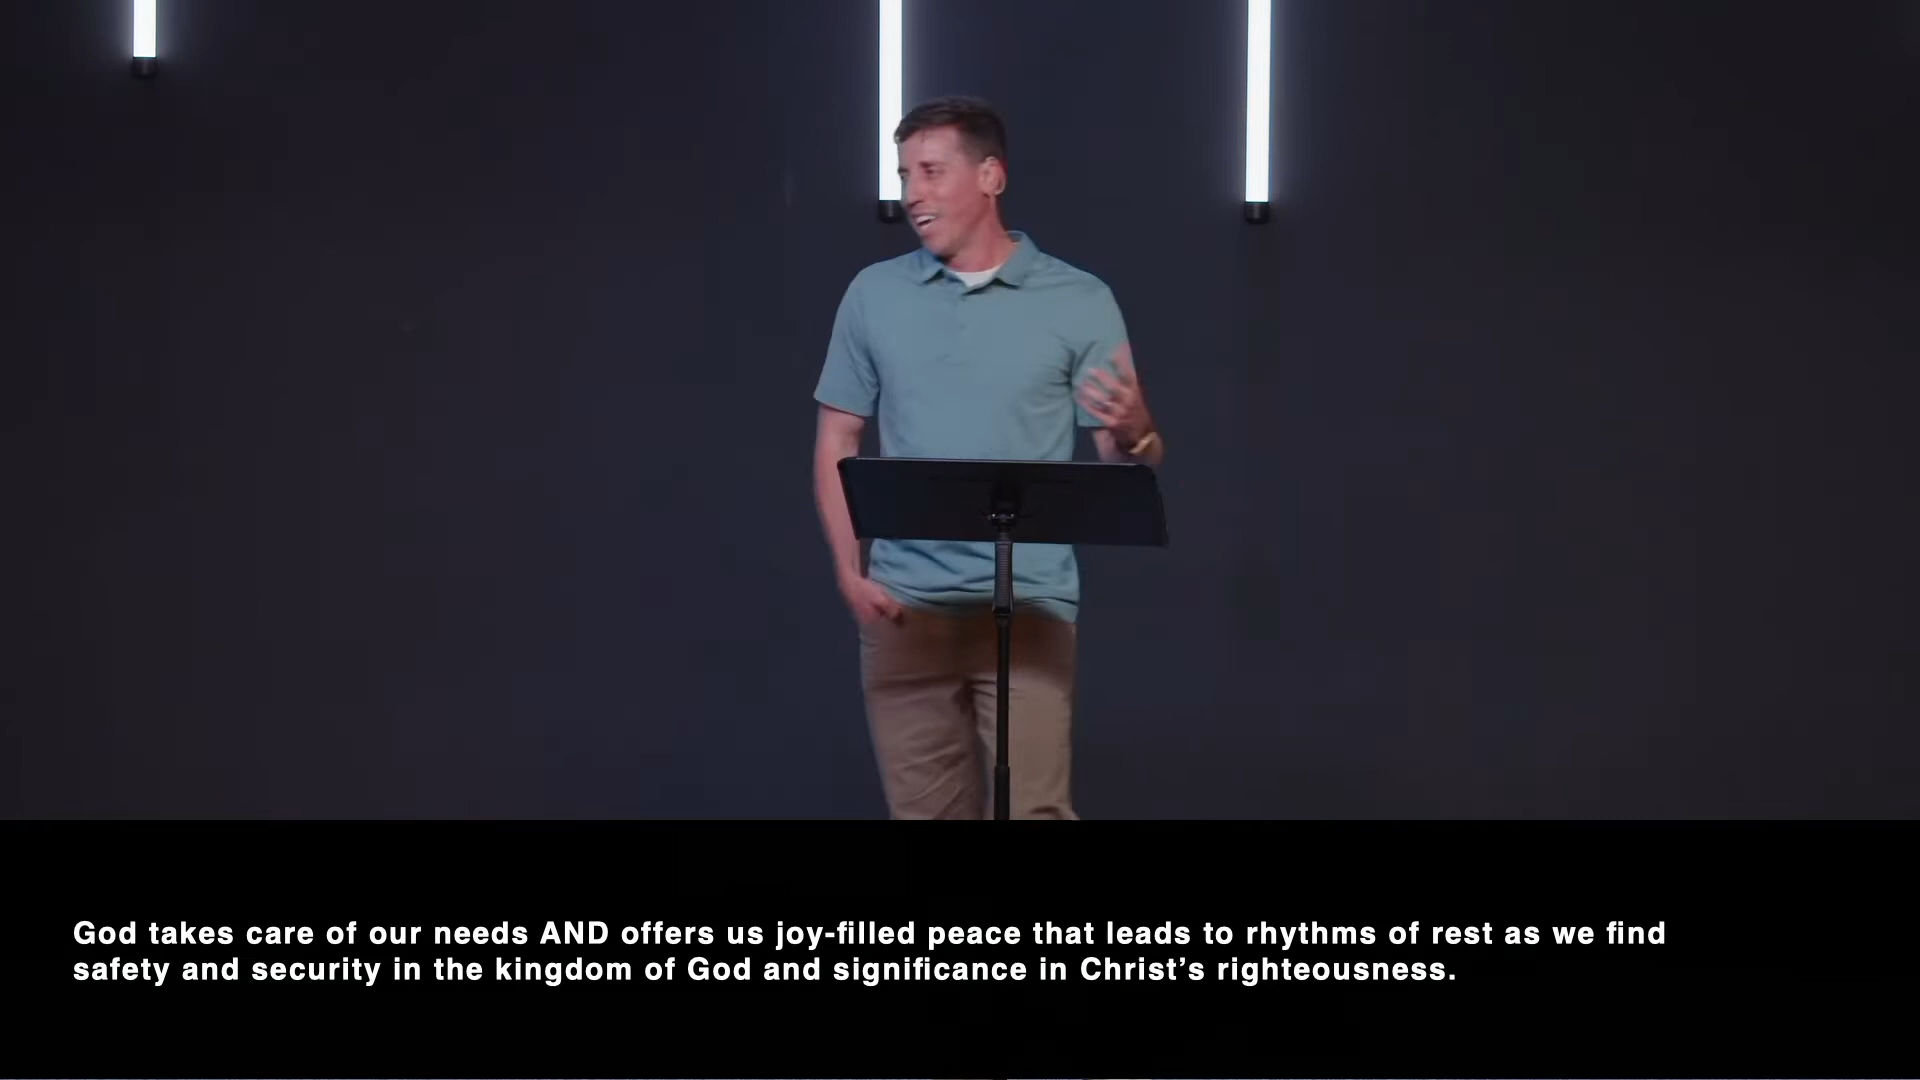 God takes care of our needs AND offers us joy-filled peace that leads to rhythms of rest as we find
safety and security in the kingdom of God and significance in Christ’s righteousness.